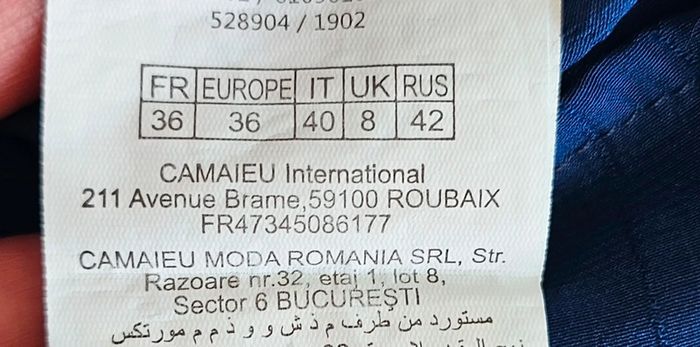 528904 / 1902
FR EUROPE IT UK RUS
36 36 40 8 42
CAMAIEU International
211 Avenue Brame,59100 ROUBAIX
FR47345086177
CAMAIEU MODA ROMANIA SRL, Str.
Razoare nr.32, etaj 1, lot 8,
Sector 6 BUCUREŞTI
مستورد من طرف م ذ ش و و ذ م م مورتكس